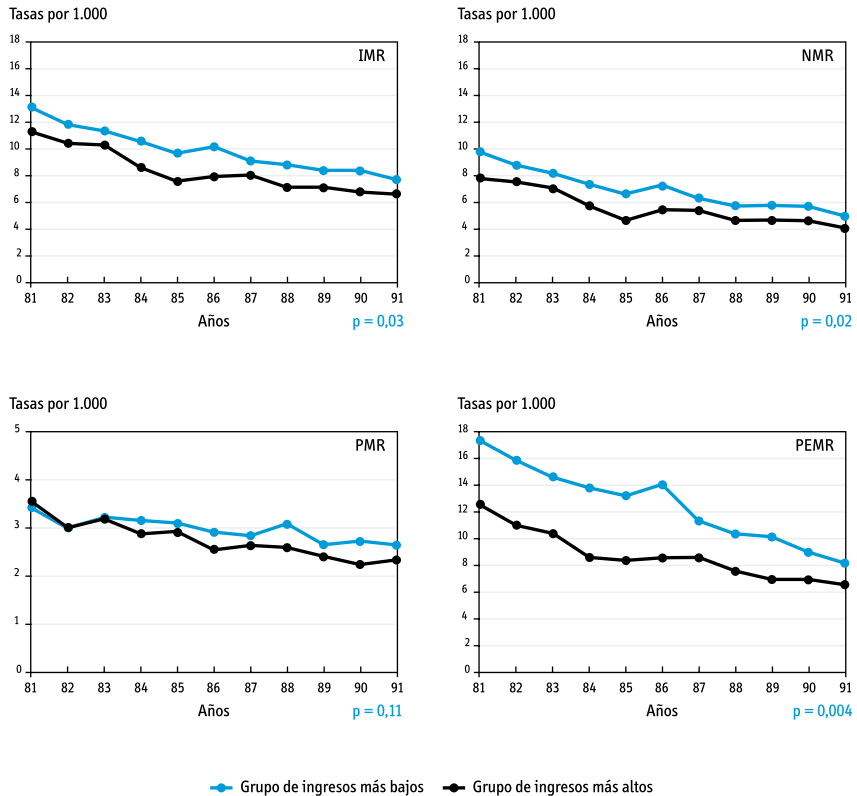 Tasas por 1.000
18
16
14
12
10
8
6
4
2
0
IMR
81 82 83 84 85 86 87 88 89 90 91
Años
p = 0,03
Tasas por 1.000
18
16
14
12
10
8
6
4
2
0
NMR
81 82 83 84 85 86 87 88 89 90 91
Años
p = 0,02
Tasas por 1.000
5
4
3
2
1
0
PMR
81 82 83 84 85 86 87 88 89 90 91
Años
p = 0,11
Tasas por 1.000
18
16
14
12
10
8
6
4
2
0
PEMR
81 82 83 84 85 86 87 88 89 90 91
Años
p = 0,004
Grupo de ingresos más bajos
Grupo de ingresos más altos